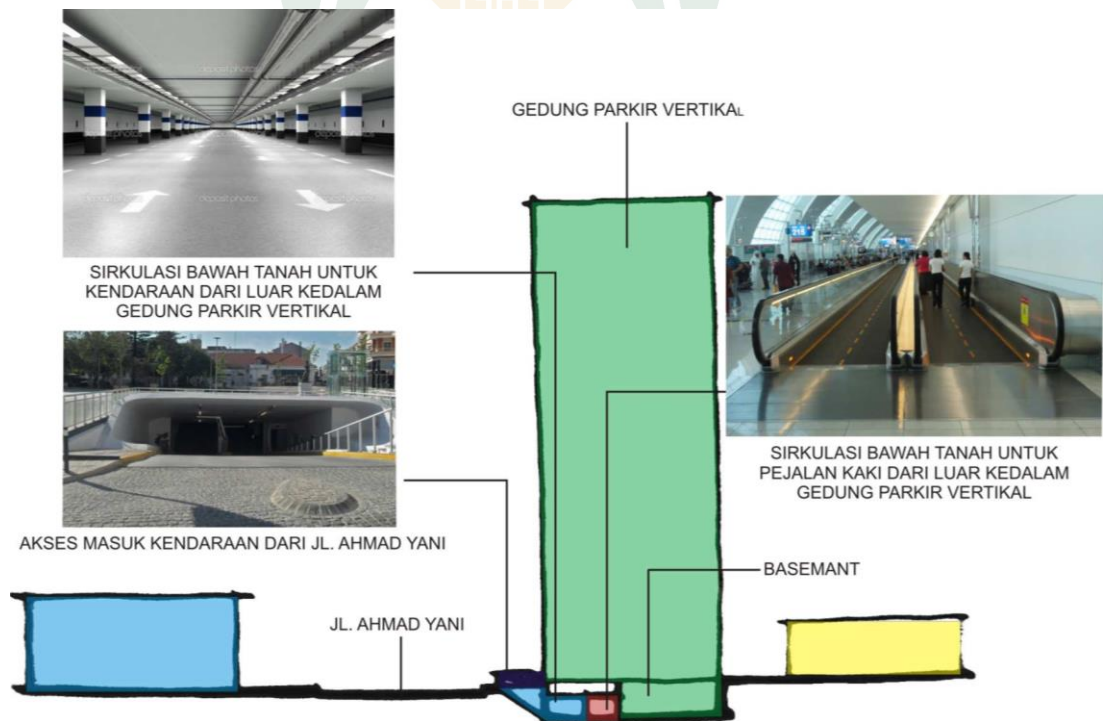 GEDUNG PARKIR VERTIKAL
SIRKULASI BAWAH TANAH UNTUK
KENDARAAN DARI LUAR KEDALAM
GEDUNG PARKIR VERTIKAL
SIRKULASI BAWAH TANAH UNTUK
PEJALAN KAKI DARI LUAR KEDALAM
GEDUNG PARKIR VERTIKAL
AKSES MASUK KENDARAAN DARI JL. AHMAD YANI
BASEMANT
JL. AHMAD YANI